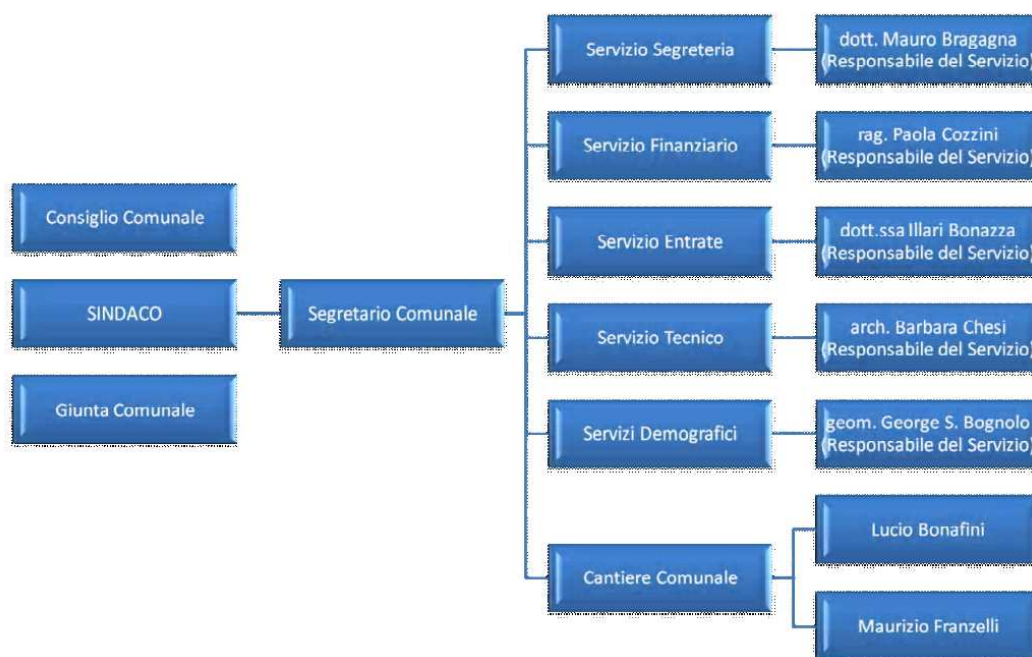 Consiglio Comunale
SINDACO
Giunta Comunale
Segretario Comunale
Servizio Segreteria
dott. Mauro Bragagna
(Responsabile del Servizio)
Servizio Finanziario
rag. Paola Cozzini
(Responsabile del Servizio)
Servizio Entrate
dott.ssa Illari Bonazza
(Responsabile del Servizio)
Servizio Tecnico
arch. Barbara Chesi
(Responsabile del Servizio)
Servizi Demografici
geom. George S. Bognolo
(Responsabile del Servizio)
Cantiere Comunale
Lucio Bonafini
Maurizio Franzelli